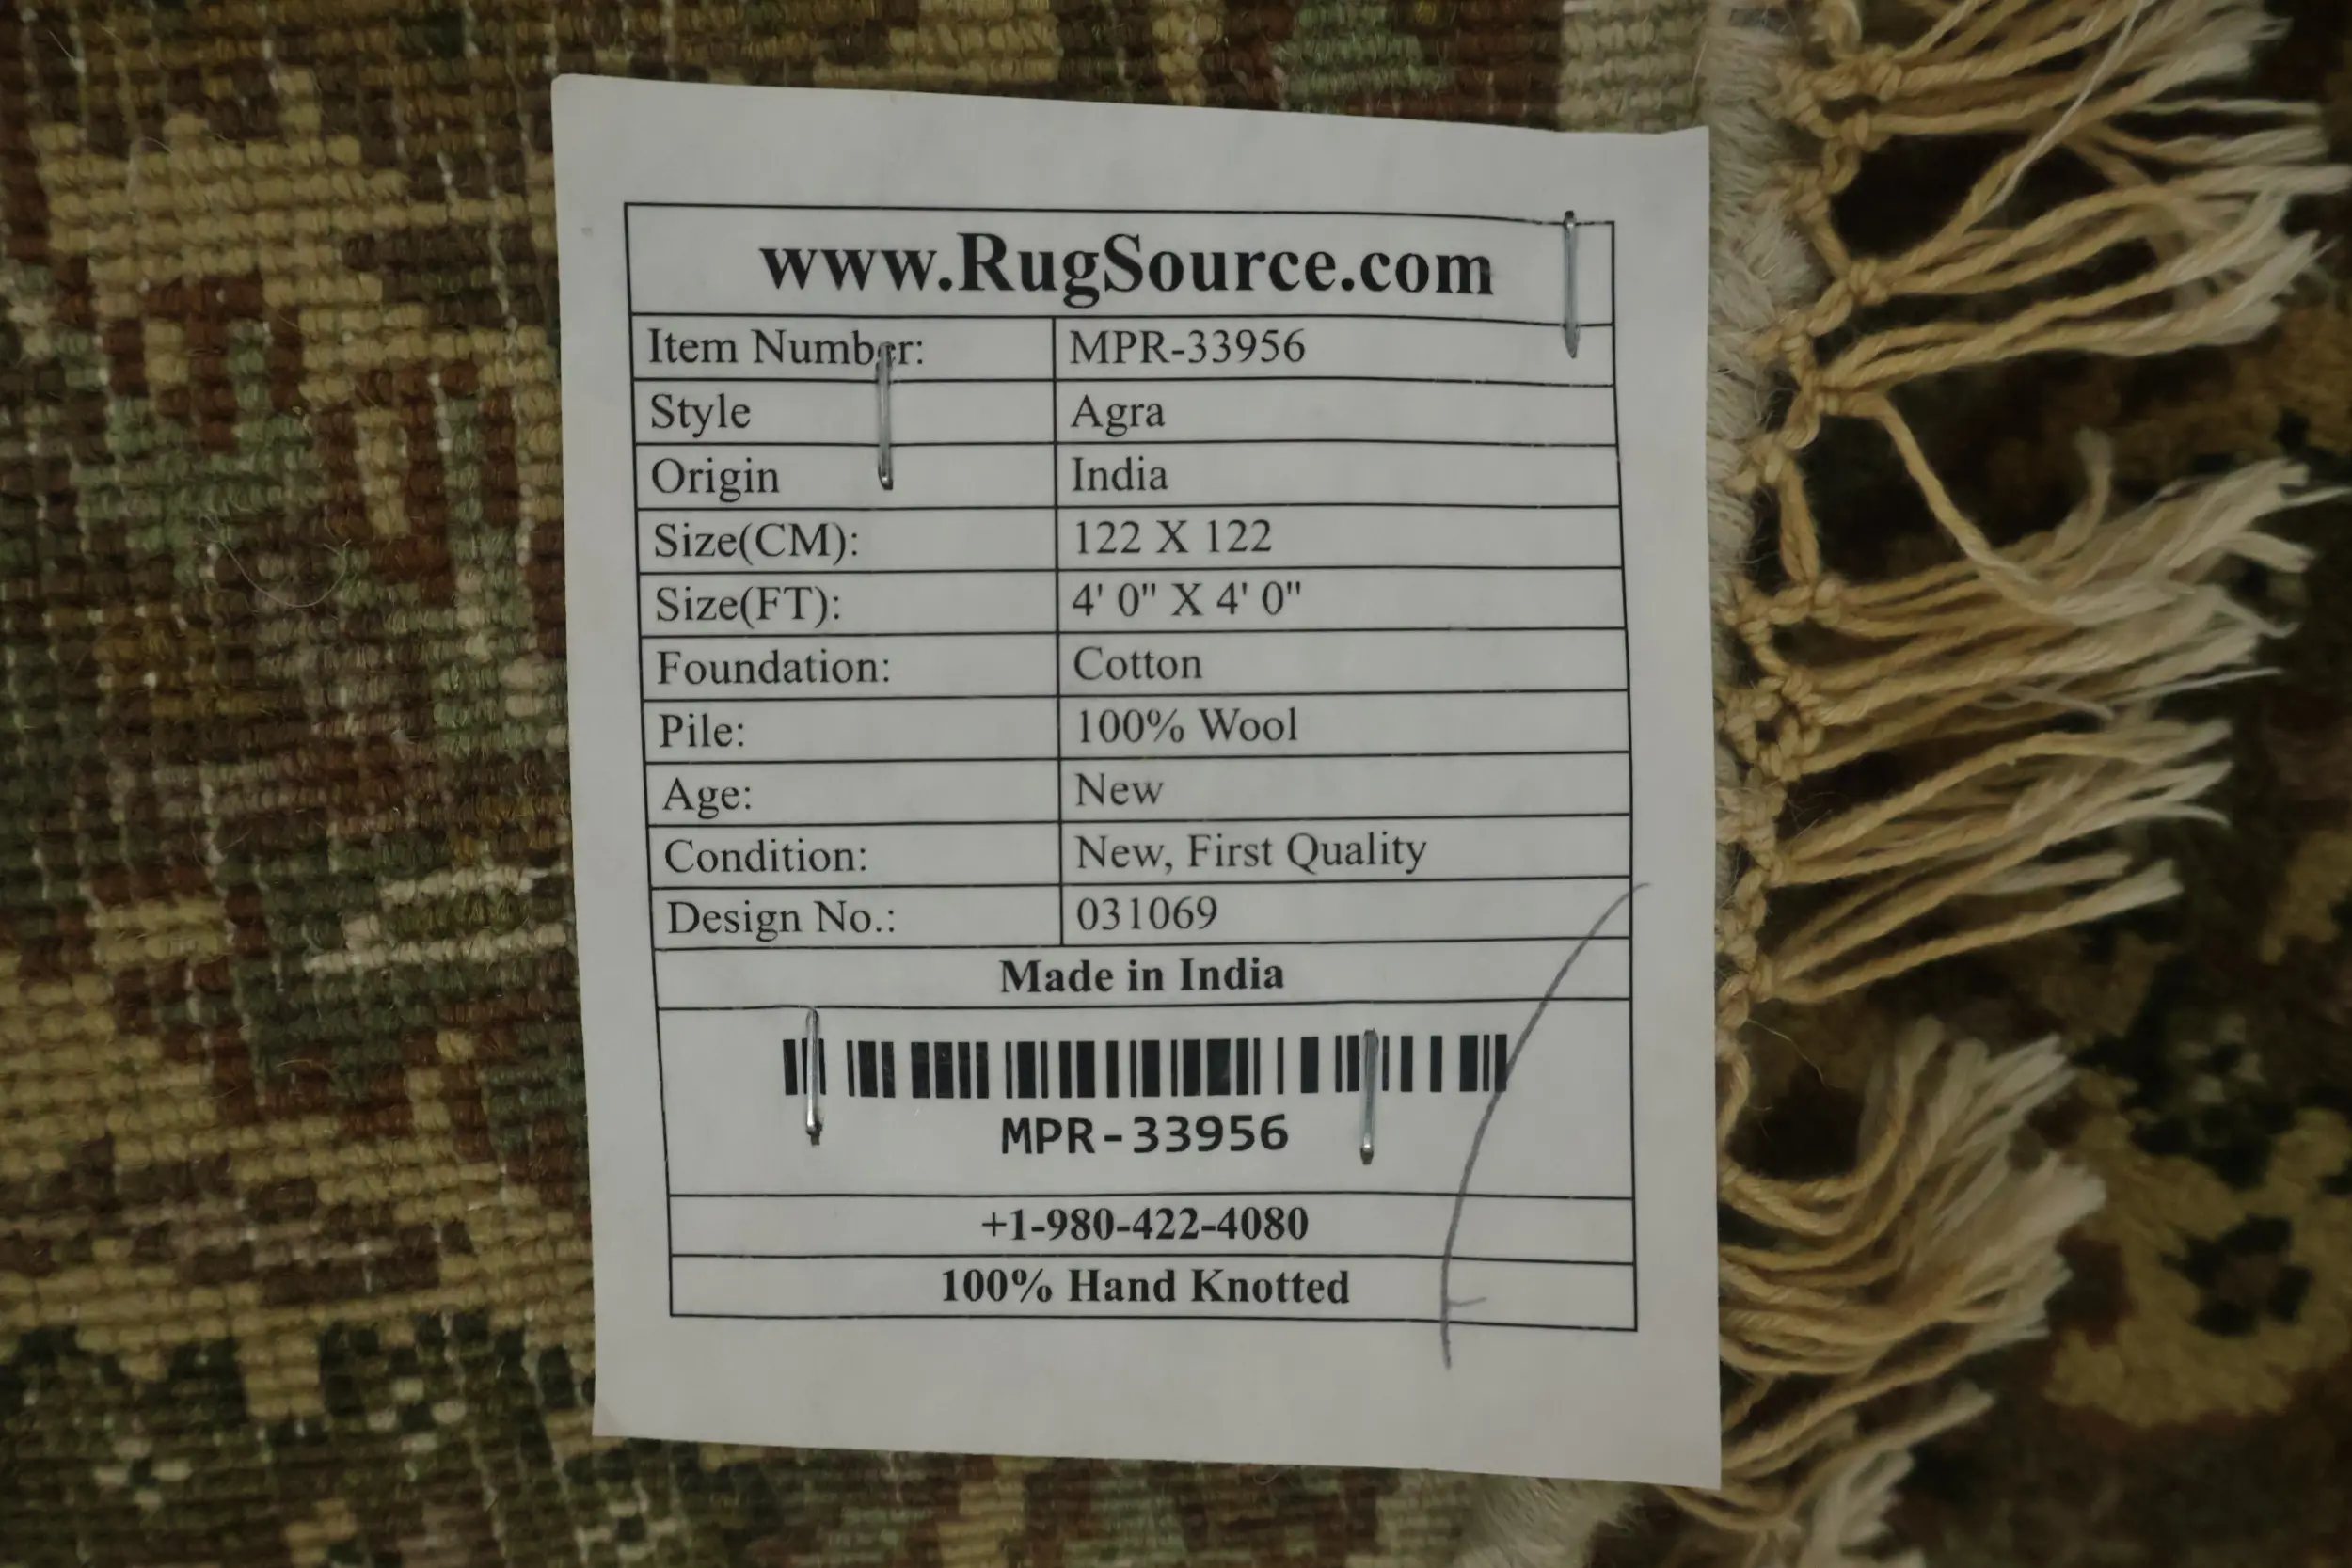 www.RugSource.com
Item Number: MPR-33956
Style Agra
Origin India
Size(CM): 122 X 122
Size(FT): 4' 0" X 4' 0"
Foundation: Cotton
Pile: 100% Wool
Age: New
Condition: New, First Quality
Design No.: 031069
Made in India
MPR-33956
+1-980-422-4080
100% Hand Knotted